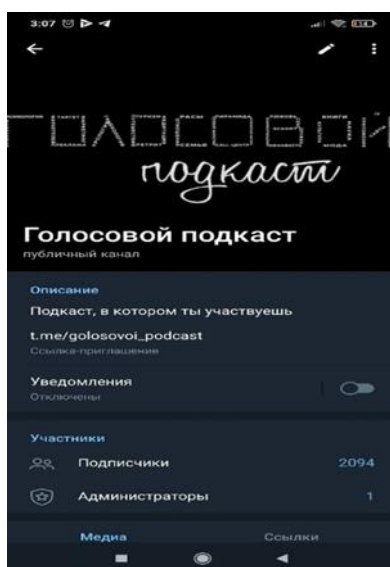 3:07
ГОЛОСОВОЙ
подкаст
Голосовой подкаст
публичный канал
Описание
Подкаст, в котором ты участвуешь
t.me/golosovoi_podcast
Ссылка-приглашение
Уведомления
Отключены
Участники
Подписчики 2094
Администраторы 1
Медиа Ссылки